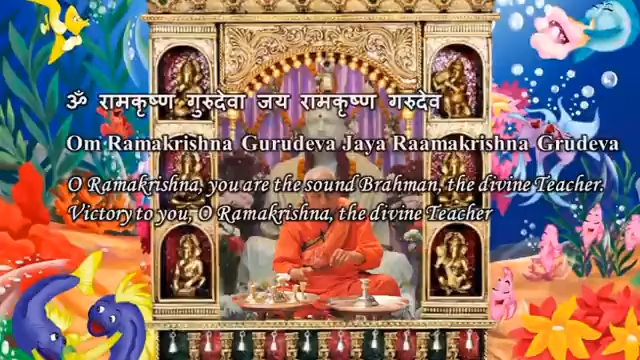 ॐ रामकृष्ण गुरुदेवा जय रामकृष्ण गरुदेव
Om Ramakrishna Gurudeva Jaya Raamakrishna Grudeva
O Ramakrishna, you are the sound Brahman, the divine Teacher.
Victory to you, O Ramakrishna, the divine Teacher